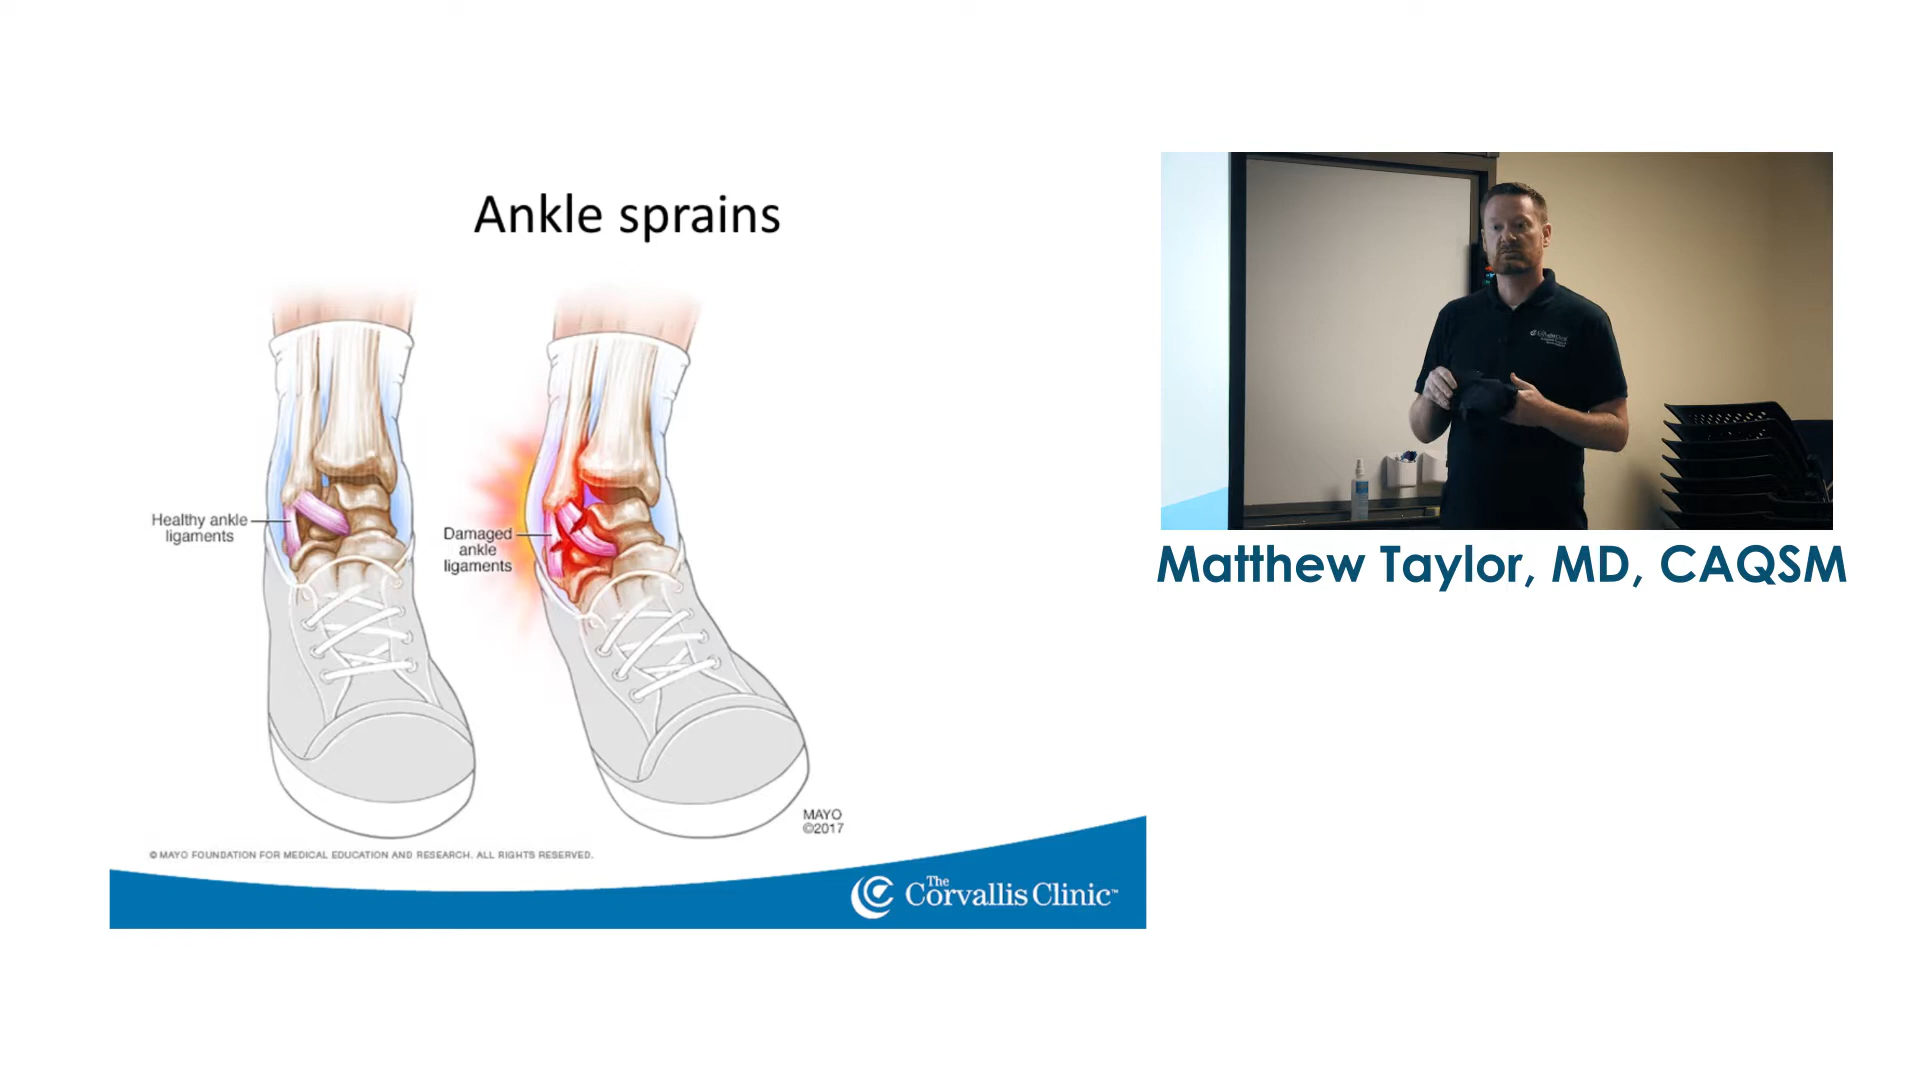 Ankle sprains
Healthy ankle
ligaments
Damaged
ankle
ligaments
MAYO
©2017
© MAYO FOUNDATION FOR MEDICAL EDUCATION AND RESEARCH. ALL RIGHTS RESERVED.
The
Corvallis Clinic™
Matthew Taylor, MD, CAQSM